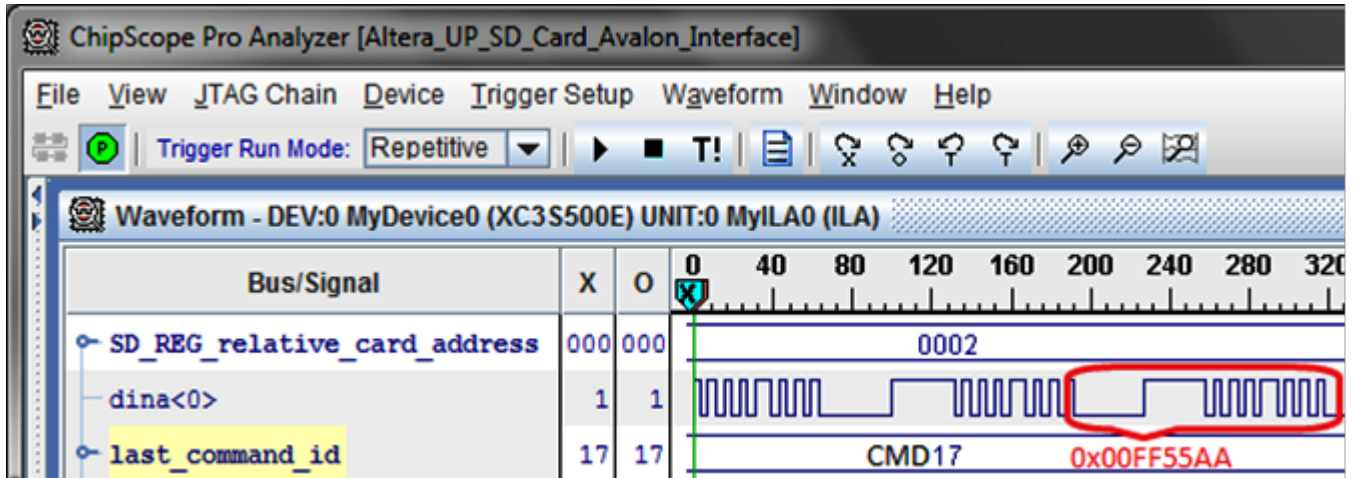 ChipScope Pro Analyzer [Altera_UP_SD_Card_Avalon_Interface]
File View JTAG Chain Device Trigger Setup Waveform Window Help
P Trigger Run Mode: Repetitive T! X O T T
Waveform - DEV:0 MyDevice0 (XC3S500E) UNIT:0 MyILA0 (ILA)
Bus/Signal X O 0 40 80 120 160 200 240 280 320
X
SD_REG_relative_card_address 000 000 0002
dina<0> 1 1
last_command_id 17 17 CMD17 0x00FF55AA